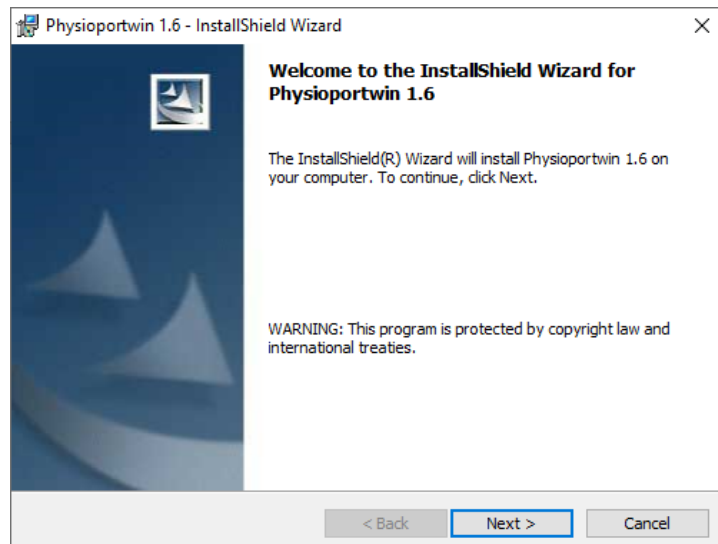 Physioportwin 1.6 - InstallShield Wizard
Welcome to the InstallShield Wizard for
Physioportwin 1.6
The InstallShield(R) Wizard will install Physioportwin 1.6 on
your computer. To continue, click Next.
WARNING: This program is protected by copyright law and
international treaties.
< Back
Next >
Cancel